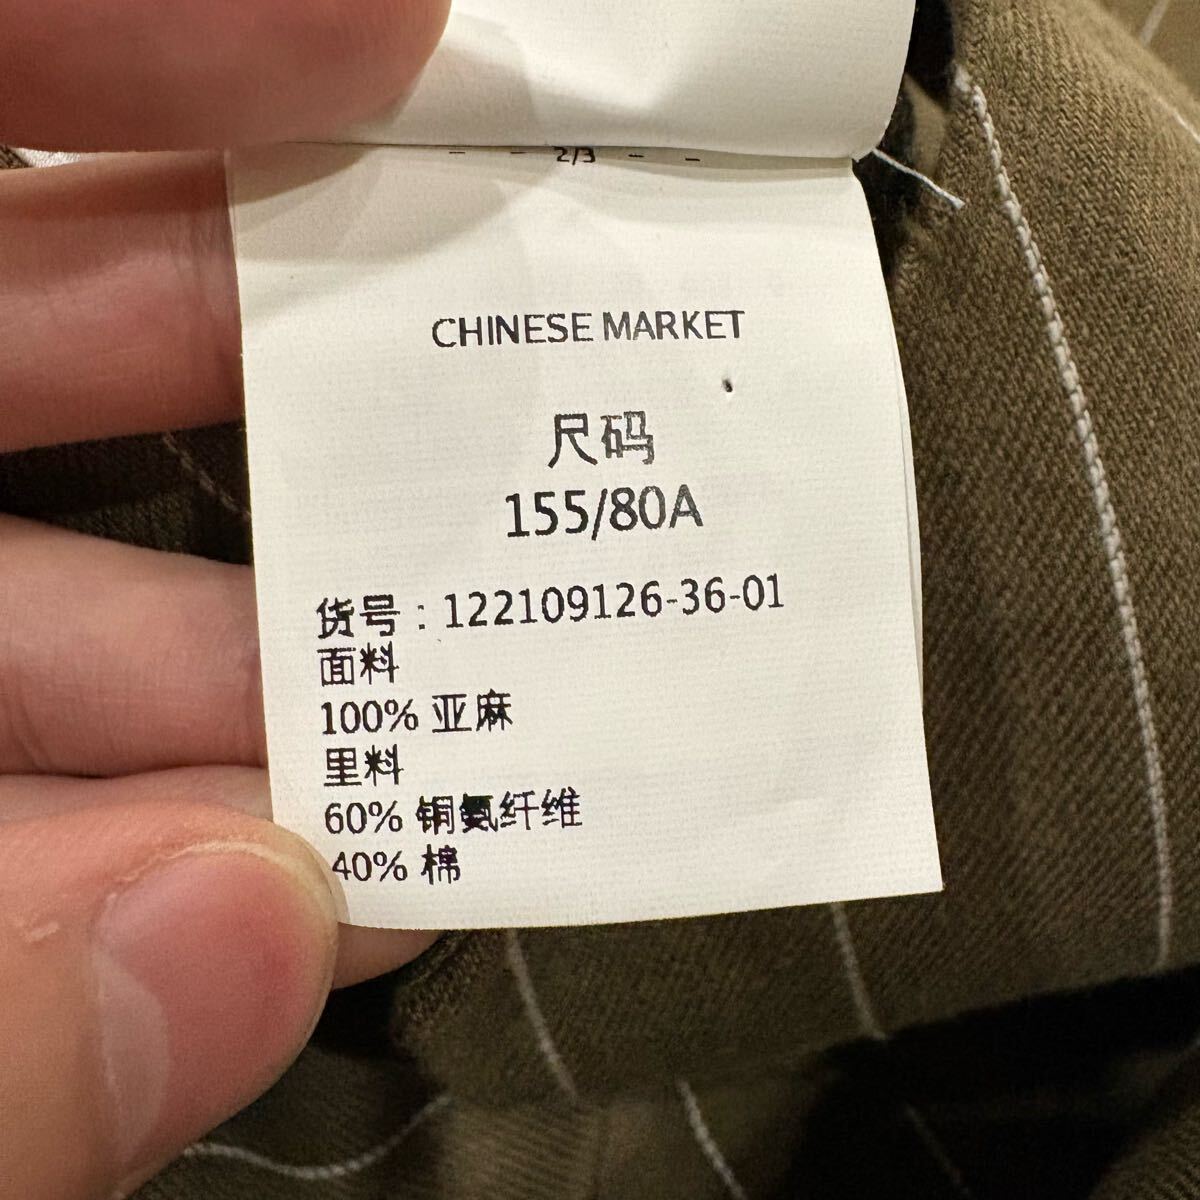 - - 2/3 - -
CHINESE MARKET
尺码
155/80A
货号：122109126-36-01
面料
100% 亚麻
里料
60% 铜氨纤维
40% 棉